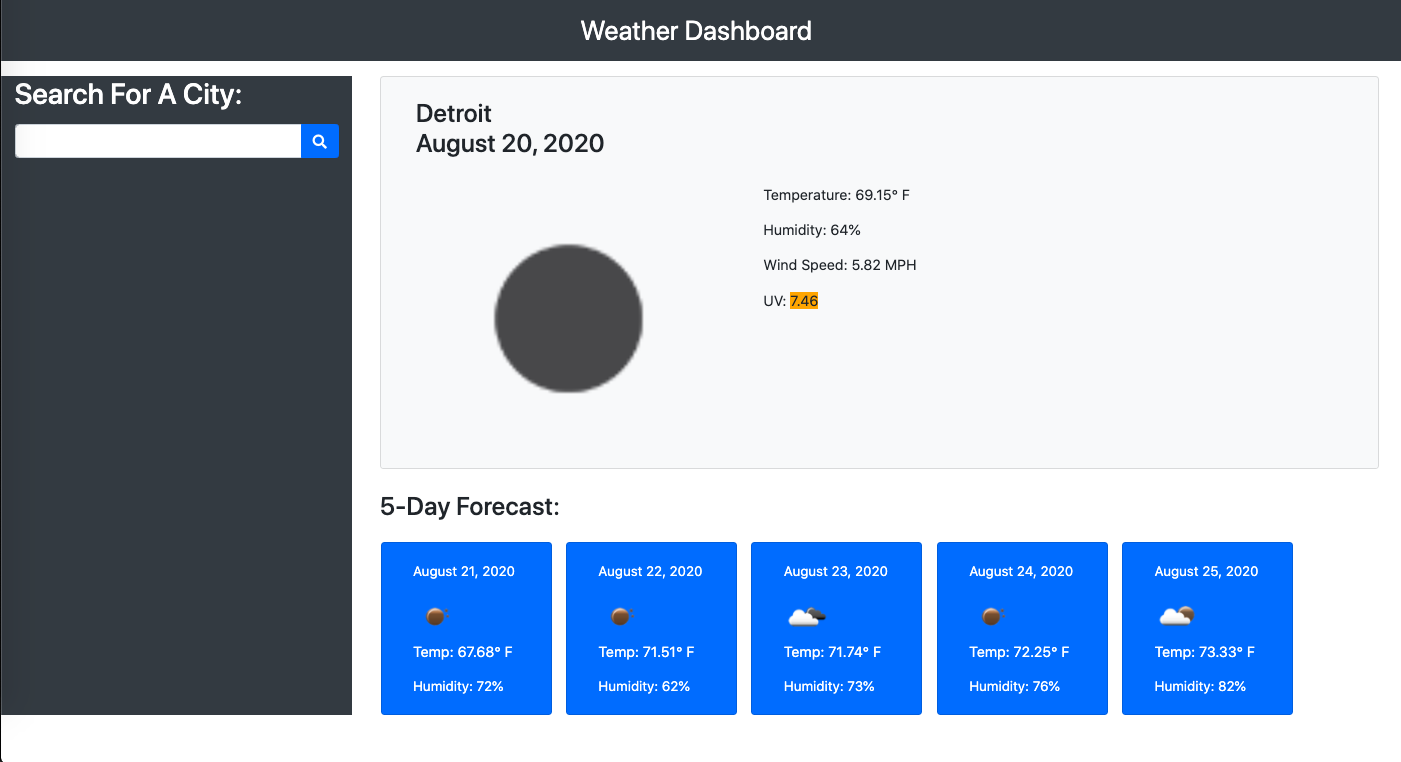 Weather Dashboard
Search For A City:
Detroit
August 20, 2020
Temperature: 69.15° F
Humidity: 64%
Wind Speed: 5.82 MPH
UV: 7.46
5-Day Forecast:
August 21, 2020
Temp: 67.68° F
Humidity: 72%
August 22, 2020
Temp: 71.51° F
Humidity: 62%
August 23, 2020
Temp: 71.74° F
Humidity: 73%
August 24, 2020
Temp: 72.25° F
Humidity: 76%
August 25, 2020
Temp: 73.33° F
Humidity: 82%